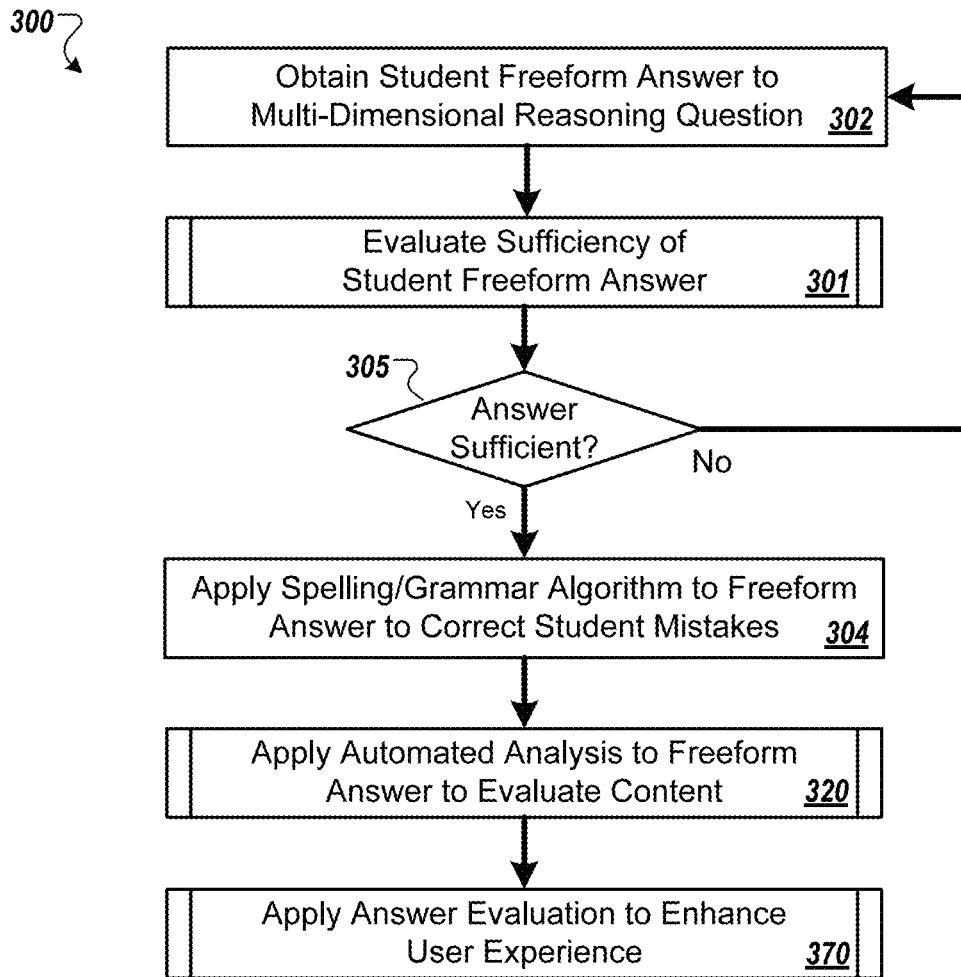 300
Obtain Student Freeform Answer to
Multi-Dimensional Reasoning Question 302
Evaluate Sufficiency of
Student Freeform Answer 301
305
Answer
Sufficient?
No
Yes
Apply Spelling/Grammar Algorithm to Freeform
Answer to Correct Student Mistakes 304
Apply Automated Analysis to Freeform
Answer to Evaluate Content 320
Apply Answer Evaluation to Enhance
User Experience 370